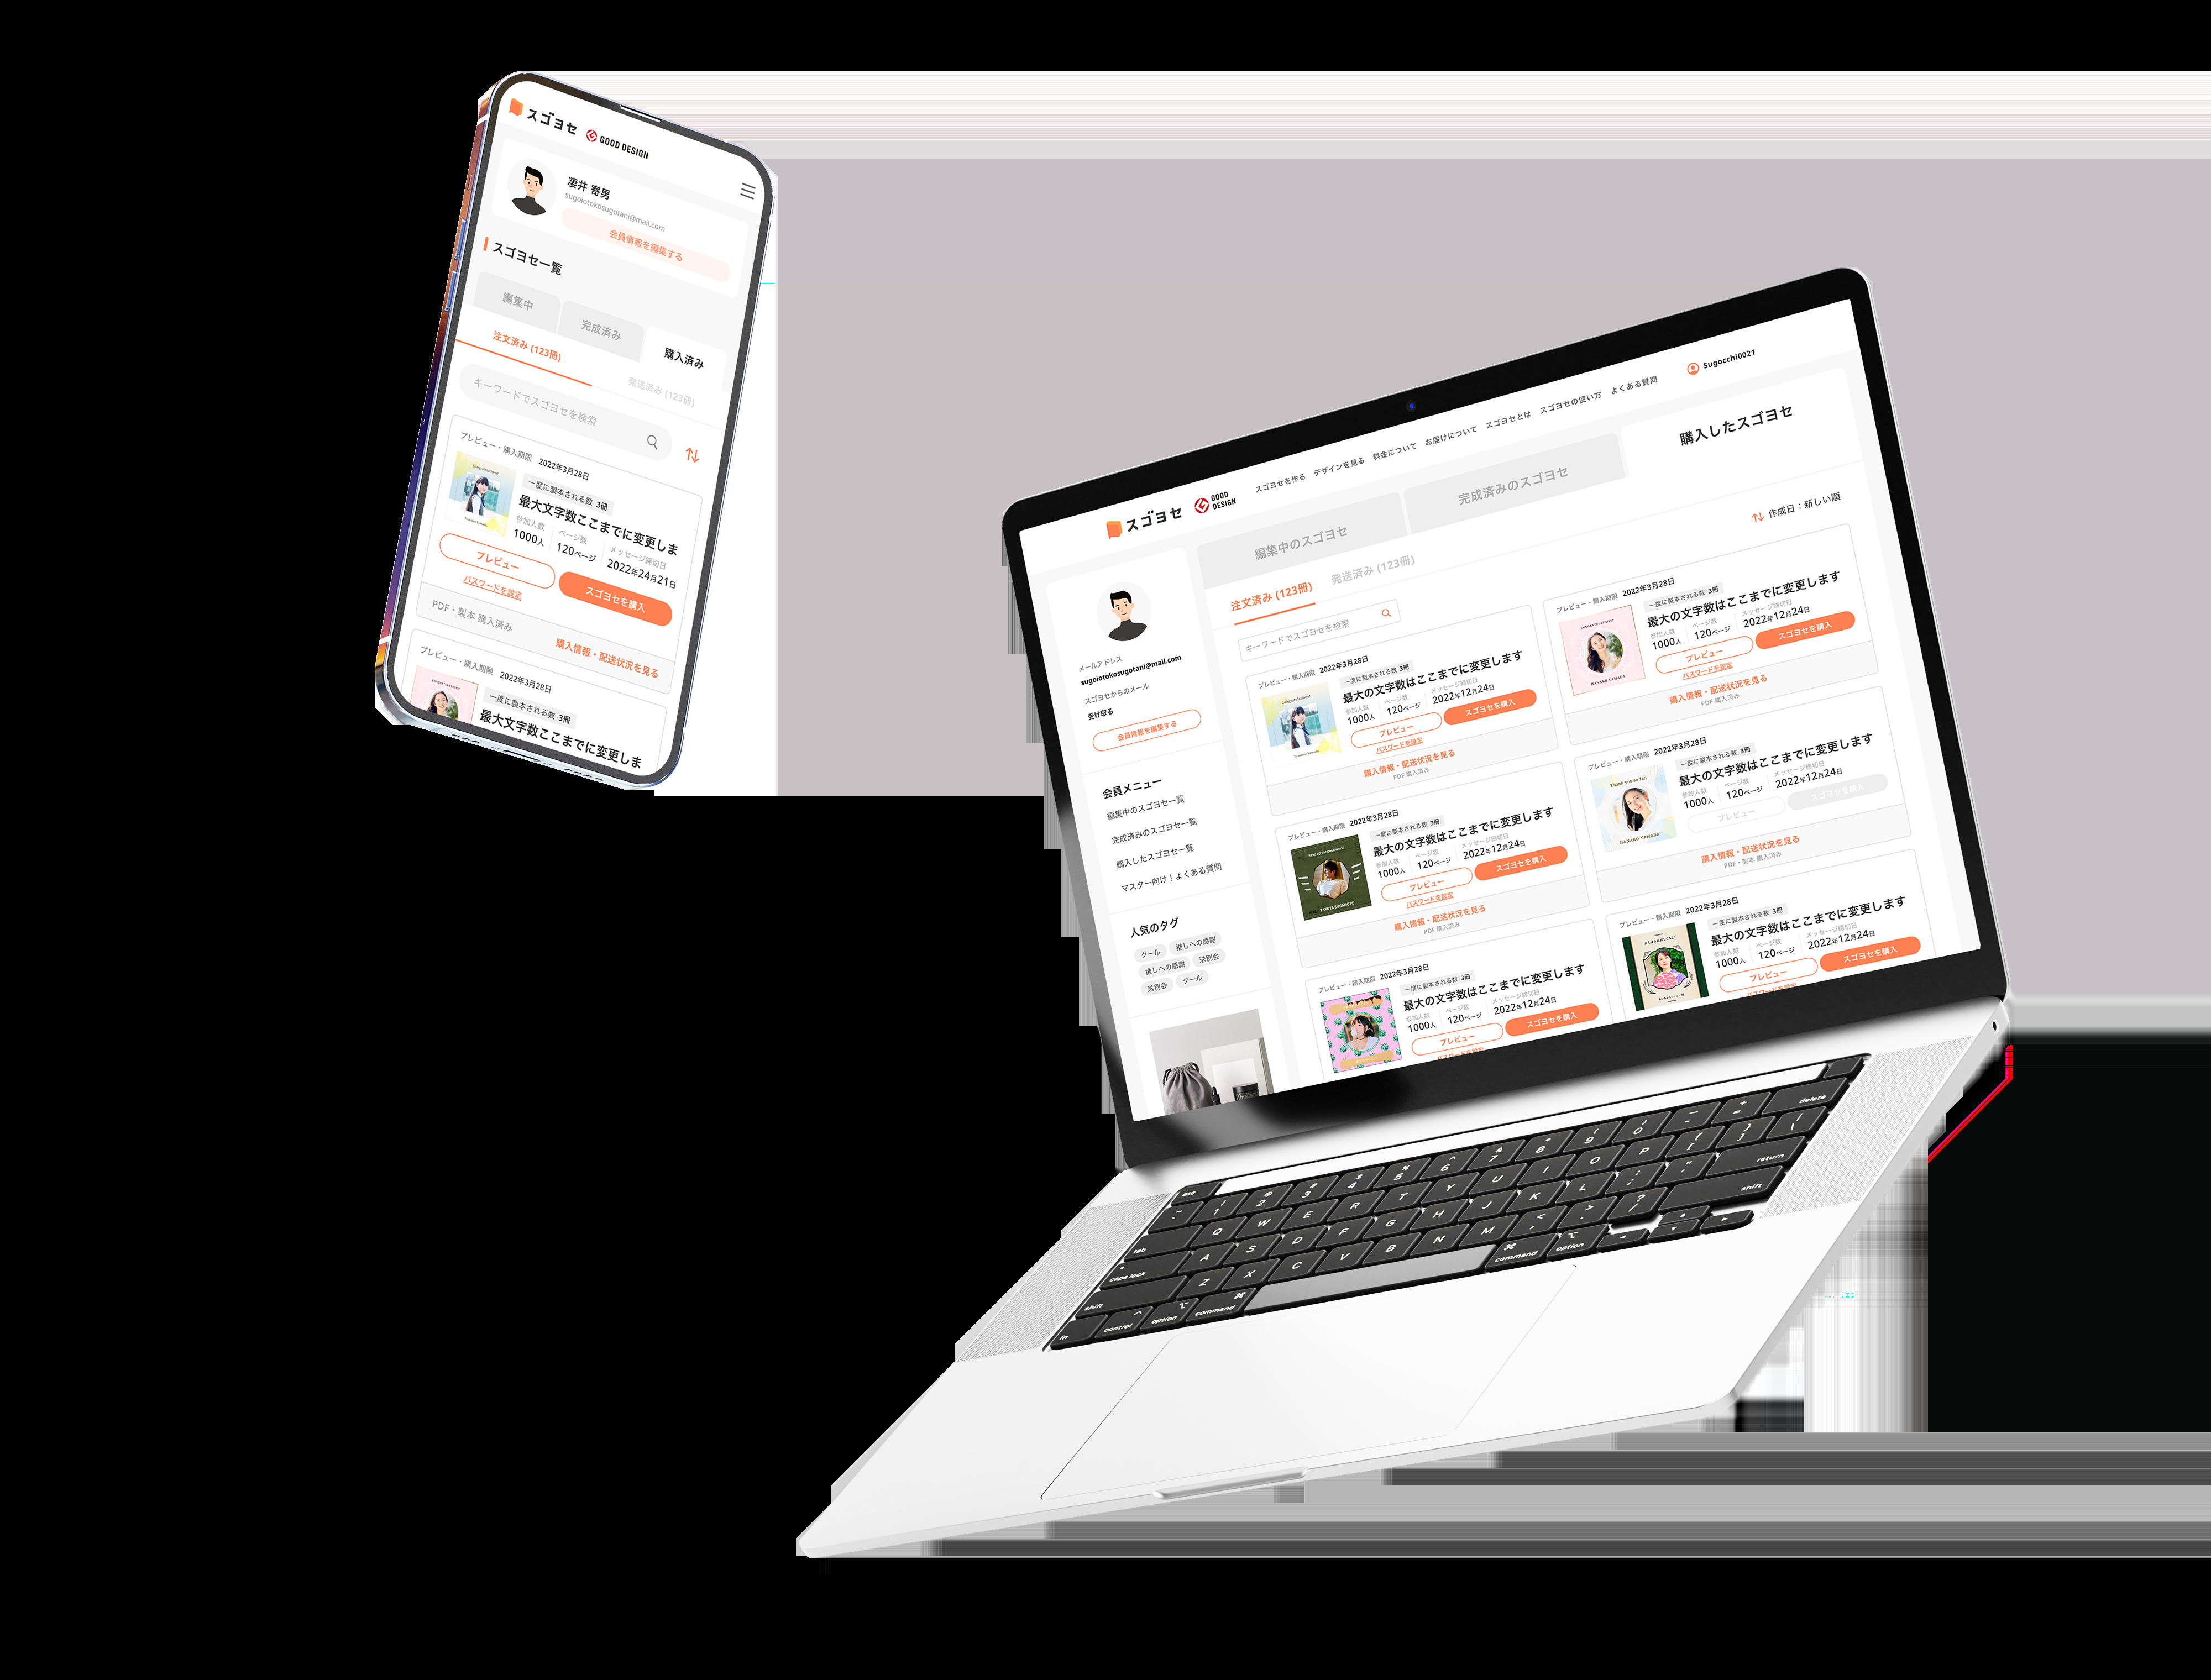 スゴヨセ GOOD DESIGN
凄井 寄男
sugoiotokosugotani@mail.com
会員情報を編集する
スゴヨセ一覧
編集中
完成済み
購入済み
注文済み (123冊)
発送済み (123冊)
キーワードでスゴヨセを検索
プレビュー・購入期限 2022年3月28日
Congratulations!
一度に製本される数 3冊
最大文字数ここまでに変更しま
参加人数 ページ数 メッセージ締切日
1000人 120ページ 2022年24月21日
プレビュー
スゴヨセを購入
パスワードを設定
PDF・製本 購入済み
購入情報・配送状況を見る
プレビュー・購入期限 2022年3月28日
一度に製本される数 3冊
最大文字数ここまでに変更しま
スゴヨセ
GOOD
DESIGN
スゴヨセを作る デザインを見る 料金について お届けについて スゴヨセとは スゴヨセの使い方 よくある質問
Sugocchi0021
編集中のスゴヨセ
完成済みのスゴヨセ
購入したスゴヨセ
注文済み (123冊)
発送済み (123冊)
作成日：新しい順
キーワードでスゴヨセを検索
メールアドレス
sugoiotokosugotani@mail.com
スゴヨセからのメール
受け取る
会員情報を編集する
会員メニュー
編集中のスゴヨセ一覧
完成済みのスゴヨセ一覧
購入したスゴヨセ一覧
マスター向け！よくある質問
人気のタグ
クール 推しへの感謝
推しへの感謝 送別会
送別会 クール
プレビュー・購入期限 2022年3月28日
Congratulations!
一度に製本される数 3冊
最大の文字数はここまでに変更します
参加人数 ページ数 メッセージ締切日
1000人 120ページ 2022年12月24日
プレビュー
スゴヨセを購入
パスワードを設定
購入情報・配送状況を見る
PDF 購入済み
プレビュー・購入期限 2022年3月28日
CONGRATULATIONS!
HANAKO YAMADA
一度に製本される数 3冊
最大の文字数はここまでに変更します
参加人数 ページ数 メッセージ締切日
1000人 120ページ 2022年12月24日
プレビュー
スゴヨセを購入
パスワードを設定
購入情報・配送状況を見る
PDF 購入済み
プレビュー・購入期限 2022年3月28日
Keep up the good work!
TAKUYA SUGAMOTO
一度に製本される数 3冊
最大の文字数はここまでに変更します
参加人数 ページ数 メッセージ締切日
1000人 120ページ 2022年12月24日
プレビュー
スゴヨセを購入
パスワードを設定
購入情報・配送状況を見る
PDF 購入済み
プレビュー・購入期限 2022年3月28日
Thank you so far.
HANAKO YAMADA
一度に製本される数 3冊
最大の文字数はここまでに変更します
参加人数 ページ数 メッセージ締切日
1000人 120ページ 2022年12月24日
プレビュー
スゴヨセを購入
購入情報・配送状況を見る
PDF・製本 購入済み
プレビュー・購入期限 2022年3月28日
一度に製本される数 3冊
最大の文字数はここまでに変更します
参加人数 ページ数 メッセージ締切日
1000人 120ページ 2022年12月24日
プレビュー
スゴヨセを購入
パスワードを設定
プレビュー・購入期限 2022年3月28日
一度に製本される数 3冊
最大の文字数はここまでに変更します
参加人数 ページ数 メッセージ締切日
1000人 120ページ 2022年12月24日
プレビュー
スゴヨセを購入
パスワードを設定
esc
~ ` ! 1 @ 2 # 3 $ 4 % 5 ^ 6 & 7 * 8 ( 9 ) 0 _ - + = delete
tab Q W E R T Y U I O P { [ } ] | \
caps lock A S D F G H J K L : ; " ' return
shift Z X C V B N M < , > . ? / shift
fn control option command command option